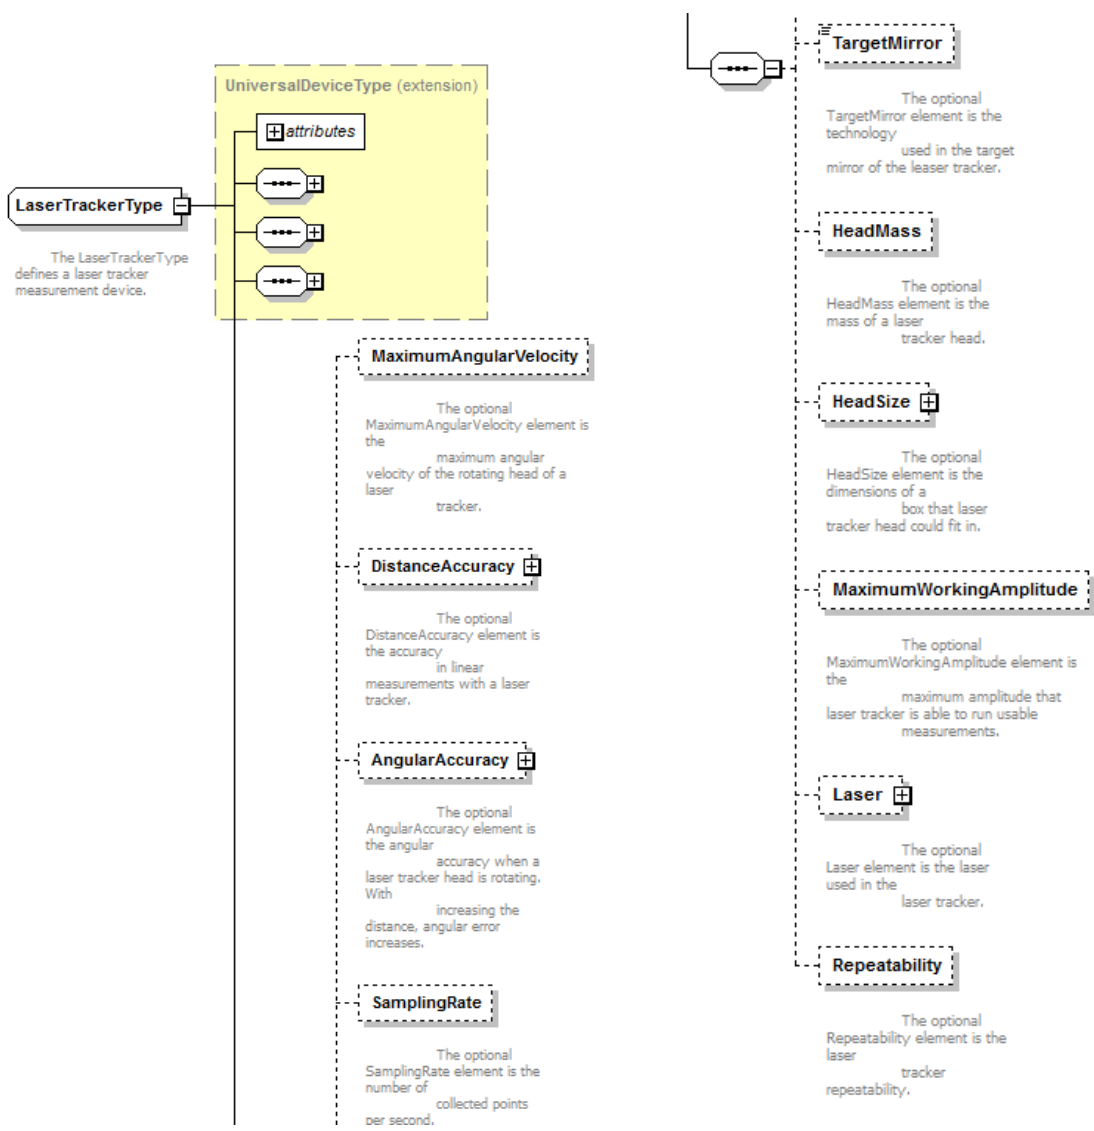 UniversalDeviceType (extension)
attributes
LaserTrackerType
The LaserTrackerType
defines a laser tracker
measurement device.
MaximumAngularVelocity
The optional
MaximumAngularVelocity element is
the
maximum angular
velocity of the rotating head of a
laser
tracker.
DistanceAccuracy
The optional
DistanceAccuracy element is
the accuracy
in linear
measurements with a laser
tracker.
AngularAccuracy
The optional
AngularAccuracy element is
the angular
accuracy when a
laser tracker head is rotating.
With
increasing the
distance, angular error
increases.
SamplingRate
The optional
SamplingRate element is the
number of
collected points
per second.
TargetMirror
The optional
TargetMirror element is the
technology
used in the target
mirror of the leaser tracker.
HeadMass
The optional
HeadMass element is the
mass of a laser
tracker head.
HeadSize
The optional
HeadSize element is the
dimensions of a
box that laser
tracker head could fit in.
MaximumWorkingAmplitude
The optional
MaximumWorkingAmplitude element is
the
maximum amplitude that
laser tracker is able to run usable
measurements.
Laser
The optional
Laser element is the laser
used in the
laser tracker.
Repeatability
The optional
Repeatability element is the
laser
tracker
repeatability.